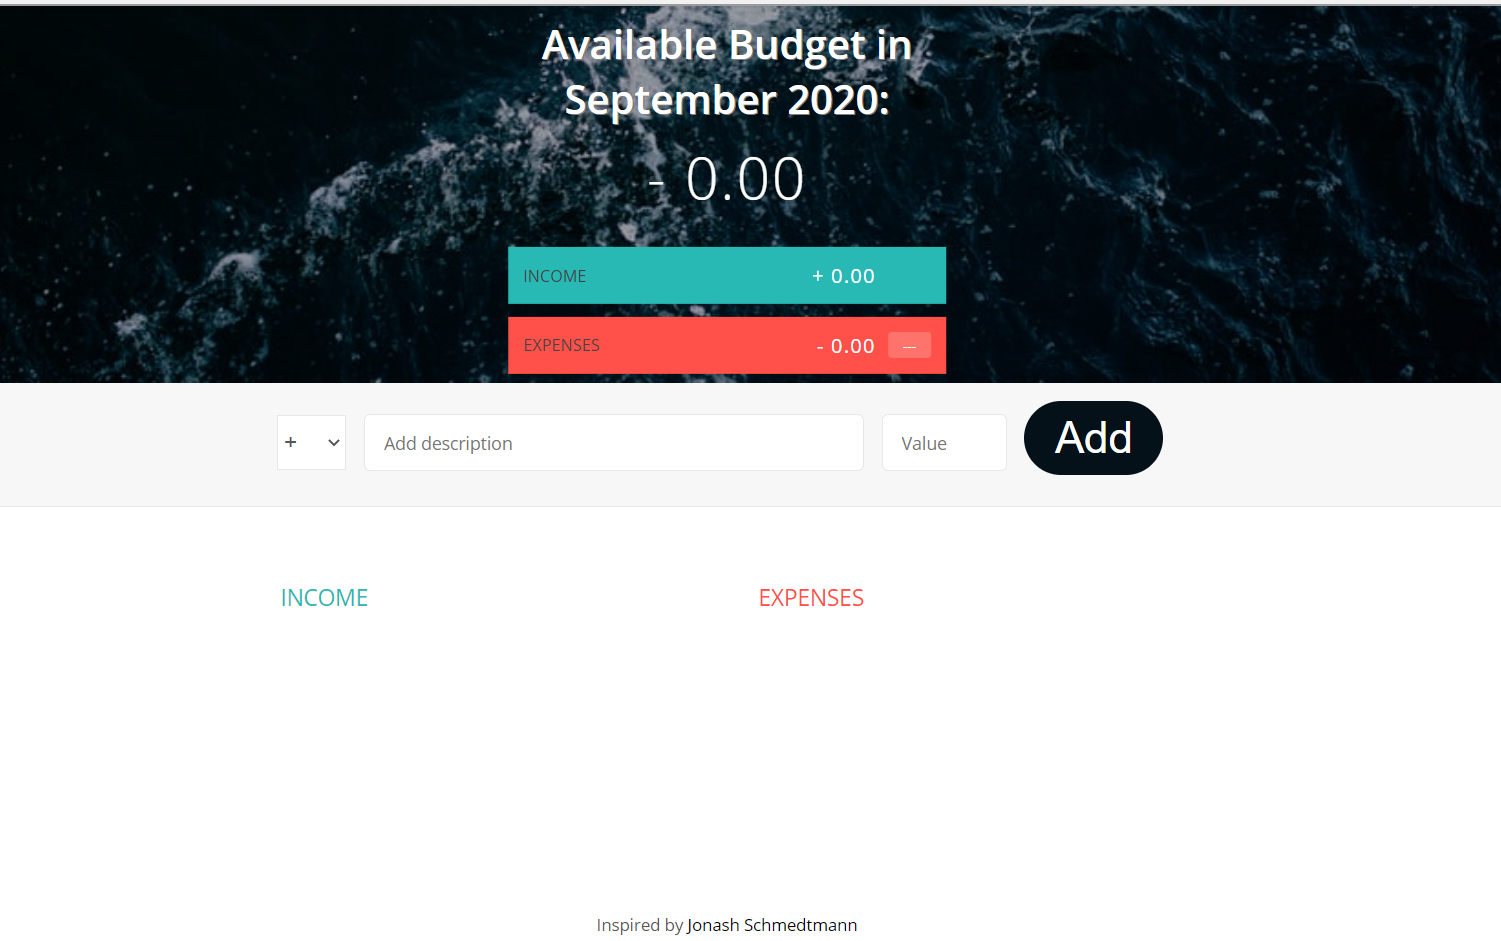 Available Budget in
September 2020:
- 0.00
INCOME + 0.00
EXPENSES - 0.00 ---
+ Add description Value Add
INCOME EXPENSES
Inspired by Jonash Schmedtmann